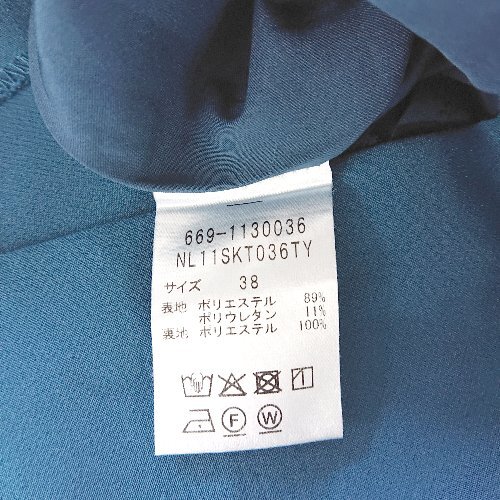 669-1130036
NL11SKT036TY
サイズ 38
表地 ポリエステル 89%
ポリウレタン 11%
裏地 ポリエステル 100%
F W